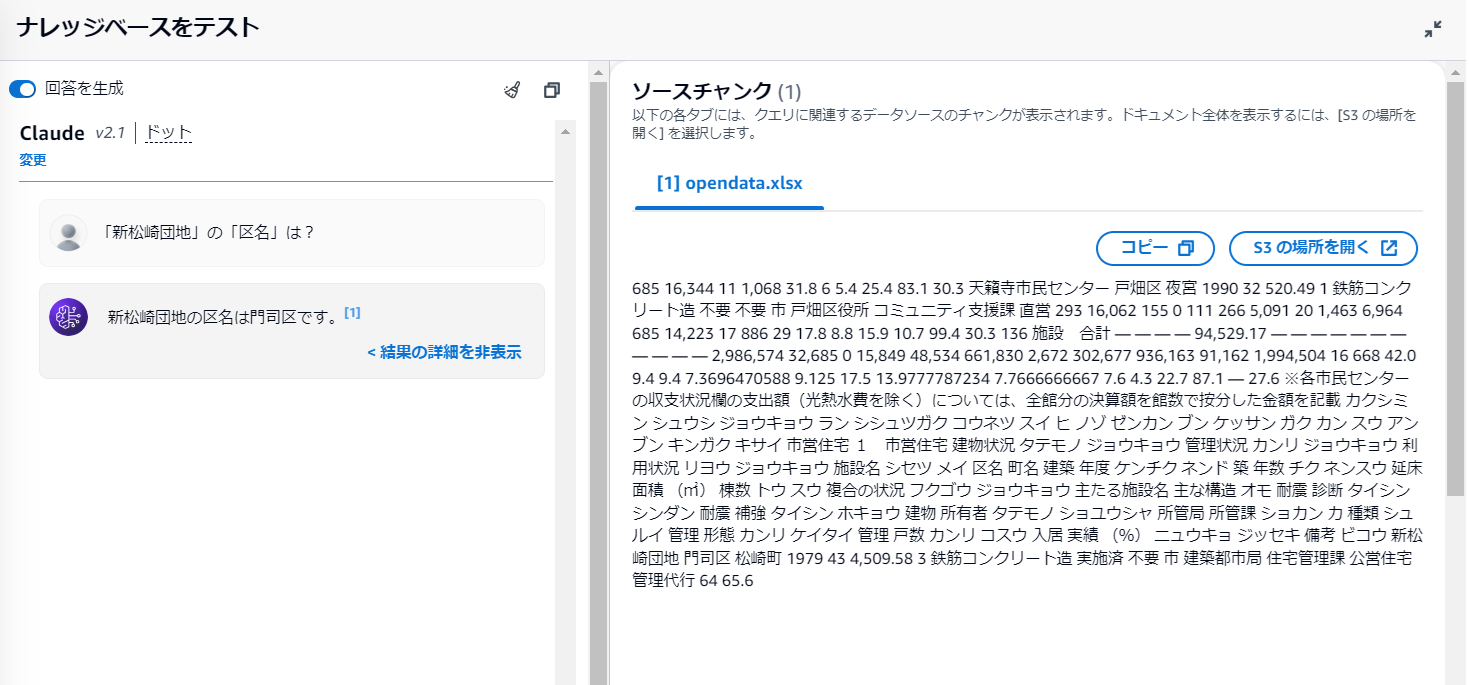 ナレッジベースをテスト
回答を生成
Claude v2.1 | ドット
変更
「新松崎団地」の「区名」は？
新松崎団地の区名は門司区です。[1]
< 結果の詳細を非表示
ソースチャンク (1)
以下の各タブには、クエリに関連するデータソースのチャンクが表示されます。ドキュメント全体を表示するには、[S3 の場所を
開く] を選択します。
[1] opendata.xlsx
コピー
S3 の場所を開く
685 16,344 11 1,068 31.8 6 5.4 25.4 83.1 30.3 天籟寺市民センター 戸畑区 夜宮 1990 32 520.49 1 鉄筋コンク
リート造 不要 不要 市 戸畑区役所 コミュニティ支援課 直営 293 16,062 155 0 111 266 5,091 20 1,463 6,964
685 14,223 17 886 29 17.8 8.8 15.9 10.7 99.4 30.3 136 施設　合計 — — — — 94,529.17 — — — — — — —
— — — — 2,986,574 32,685 0 15,849 48,534 661,830 2,672 302,677 936,163 91,162 1,994,504 16 668 42.0
9.4 9.4 7.3696470588 9.125 17.5 13.9777787234 7.7666666667 7.6 4.3 22.7 87.1 — 27.6 ※各市民センター
の収支状況欄の支出額（光熱水費を除く）については、全館分の決算額を館数で按分した金額を記載 カクシミ
ン シュウシ ジョウキョウ ラン シシュツガク コウネツ スイ ヒ ノゾ ゼンカン ブン ケッサン ガク カン スウ アン
ブン キンガク キサイ 市営住宅 １　市営住宅 建物状況 タテモノ ジョウキョウ 管理状況 カンリ ジョウキョウ 利
用状況 リヨウ ジョウキョウ 施設名 シセツ メイ 区名 町名 建築 年度 ケンチク ネンド 築 年数 チク ネンスウ 延床
面積 （㎡） 棟数 トウ スウ 複合の状況 フクゴウ ジョウキョウ 主たる施設名 主な構造 オモ 耐震 診断 タイシン
シンダン 耐震 補強 タイシン ホキョウ 建物 所有者 タテモノ ショユウシャ 所管局 所管課 ショカン カ 種類 シュ
ルイ 管理 形態 カンリ ケイタイ 管理 戸数 カンリ コスウ 入居 実績 （%） ニュウキョ ジッセキ 備考 ビコウ 新松
崎団地 門司区 松崎町 1979 43 4,509.58 3 鉄筋コンクリート造 実施済 不要 市 建築都市局 住宅管理課 公営住宅
管理代行 64 65.6